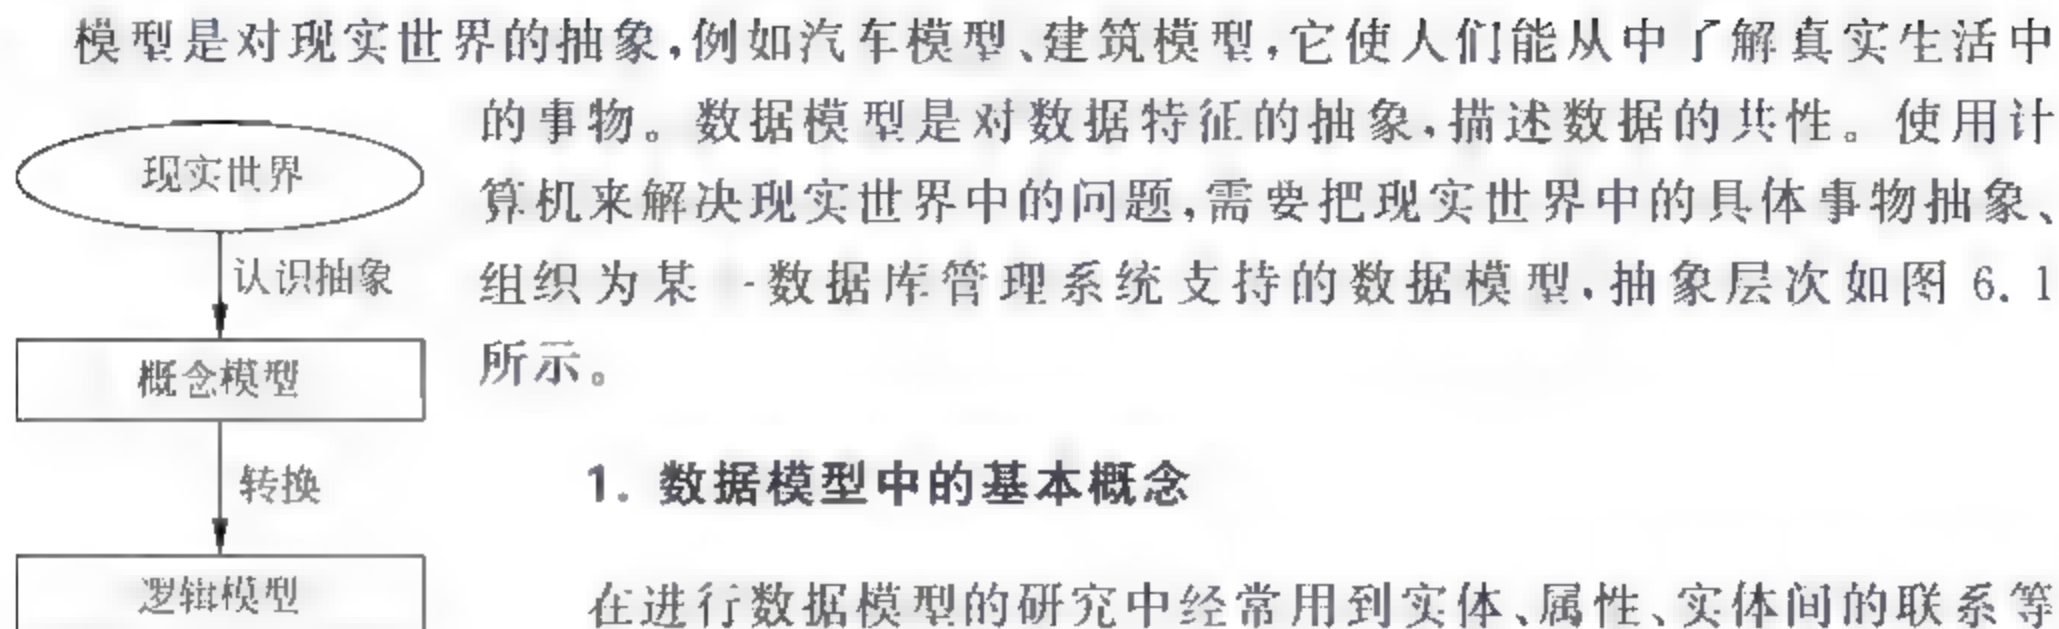 模型是对现实世界的抽象,例如汽车模型、建筑模型,它使人们能从中了解真实生活中
的事物。数据模型是对数据特征的抽象,描述数据的共性。使用计
算机来解决现实世界中的问题,需要把现实世界中的具体事物抽象、
组织为某一数据库管理系统支持的数据模型,抽象层次如图 6.1
所示。
现实世界
认识抽象
概念模型
转换
逻辑模型
1. 数据模型中的基本概念
在进行数据模型的研究中经常用到实体、属性、实体间的联系等